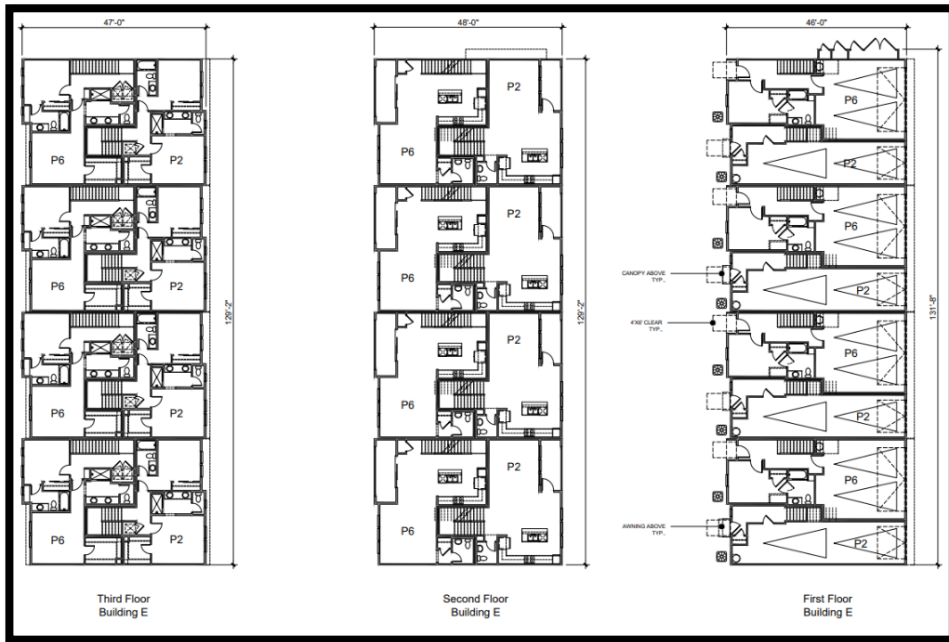 47'-0"
48'-0"
46'-0"
P6
P2
P6
P2
P6
P2
P6
P2
129'-2"
P2
P6
P2
P6
P2
P6
P2
P6
129'-2"
P6
P2
P6
P2
P6
P2
P6
P2
131'-8"
CANOPY ABOVE
TYP..
4'X6' CLEAR
TYP..
AWNING ABOVE
TYP..
Third Floor
Building E
Second Floor
Building E
First Floor
Building E